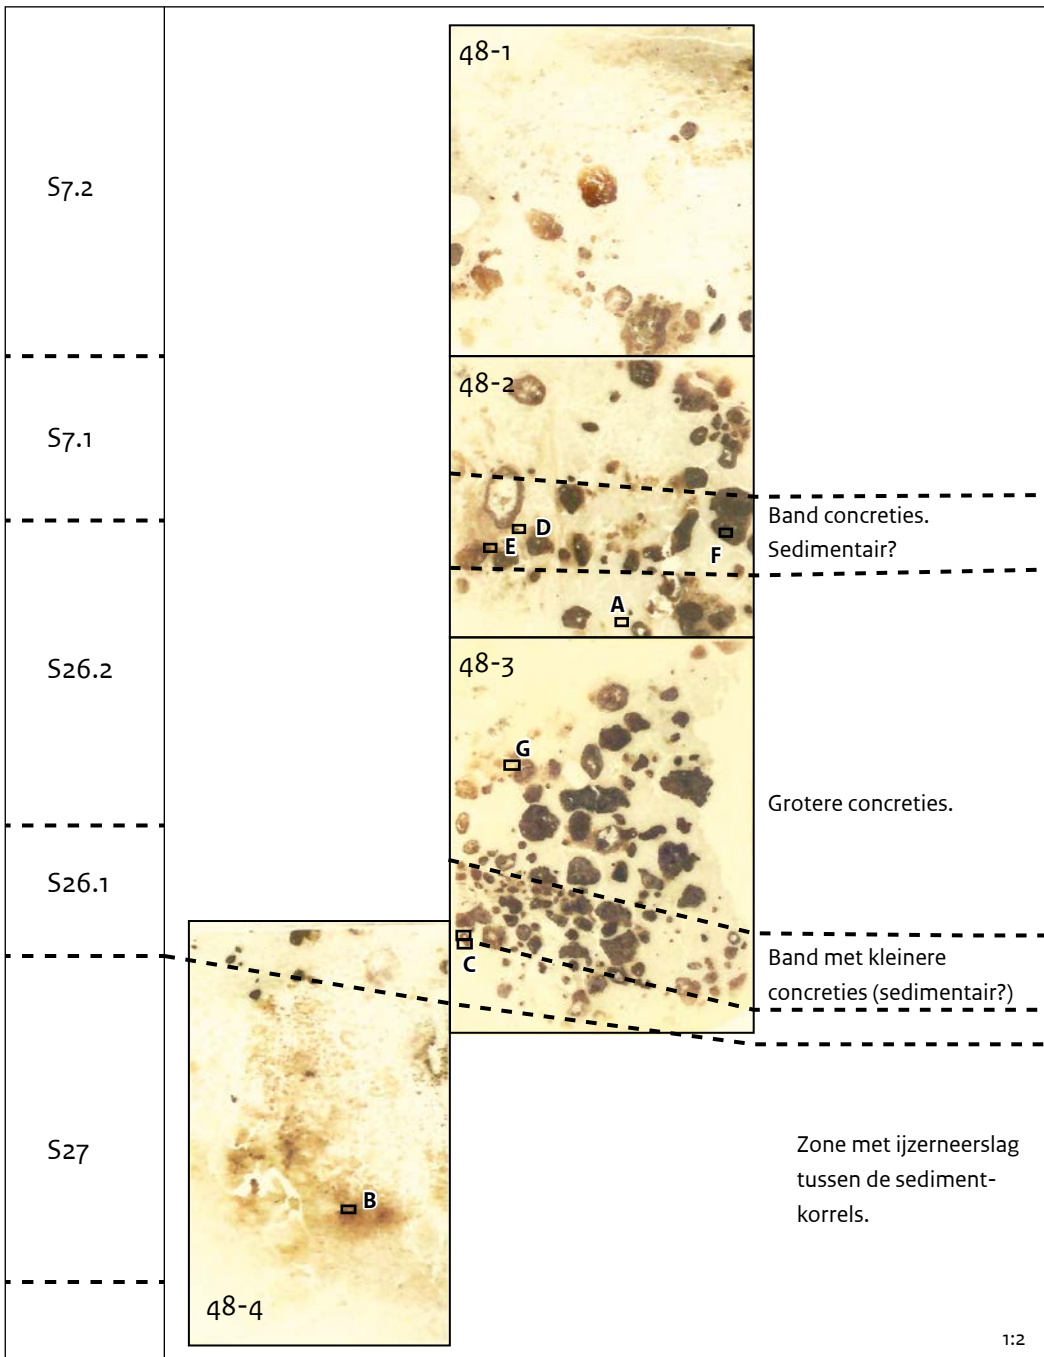 48-1
S7.2
48-2
S7.1
Band concreties.
Sedimentair?
D
E
F
A
48-3
S26.2
G
Grotere concreties.
S26.1
C
Band met kleinere
concreties (sedimentair?)
S27
B
Zone met ijzerneerslag
tussen de sediment-
korrels.
48-4
1:2